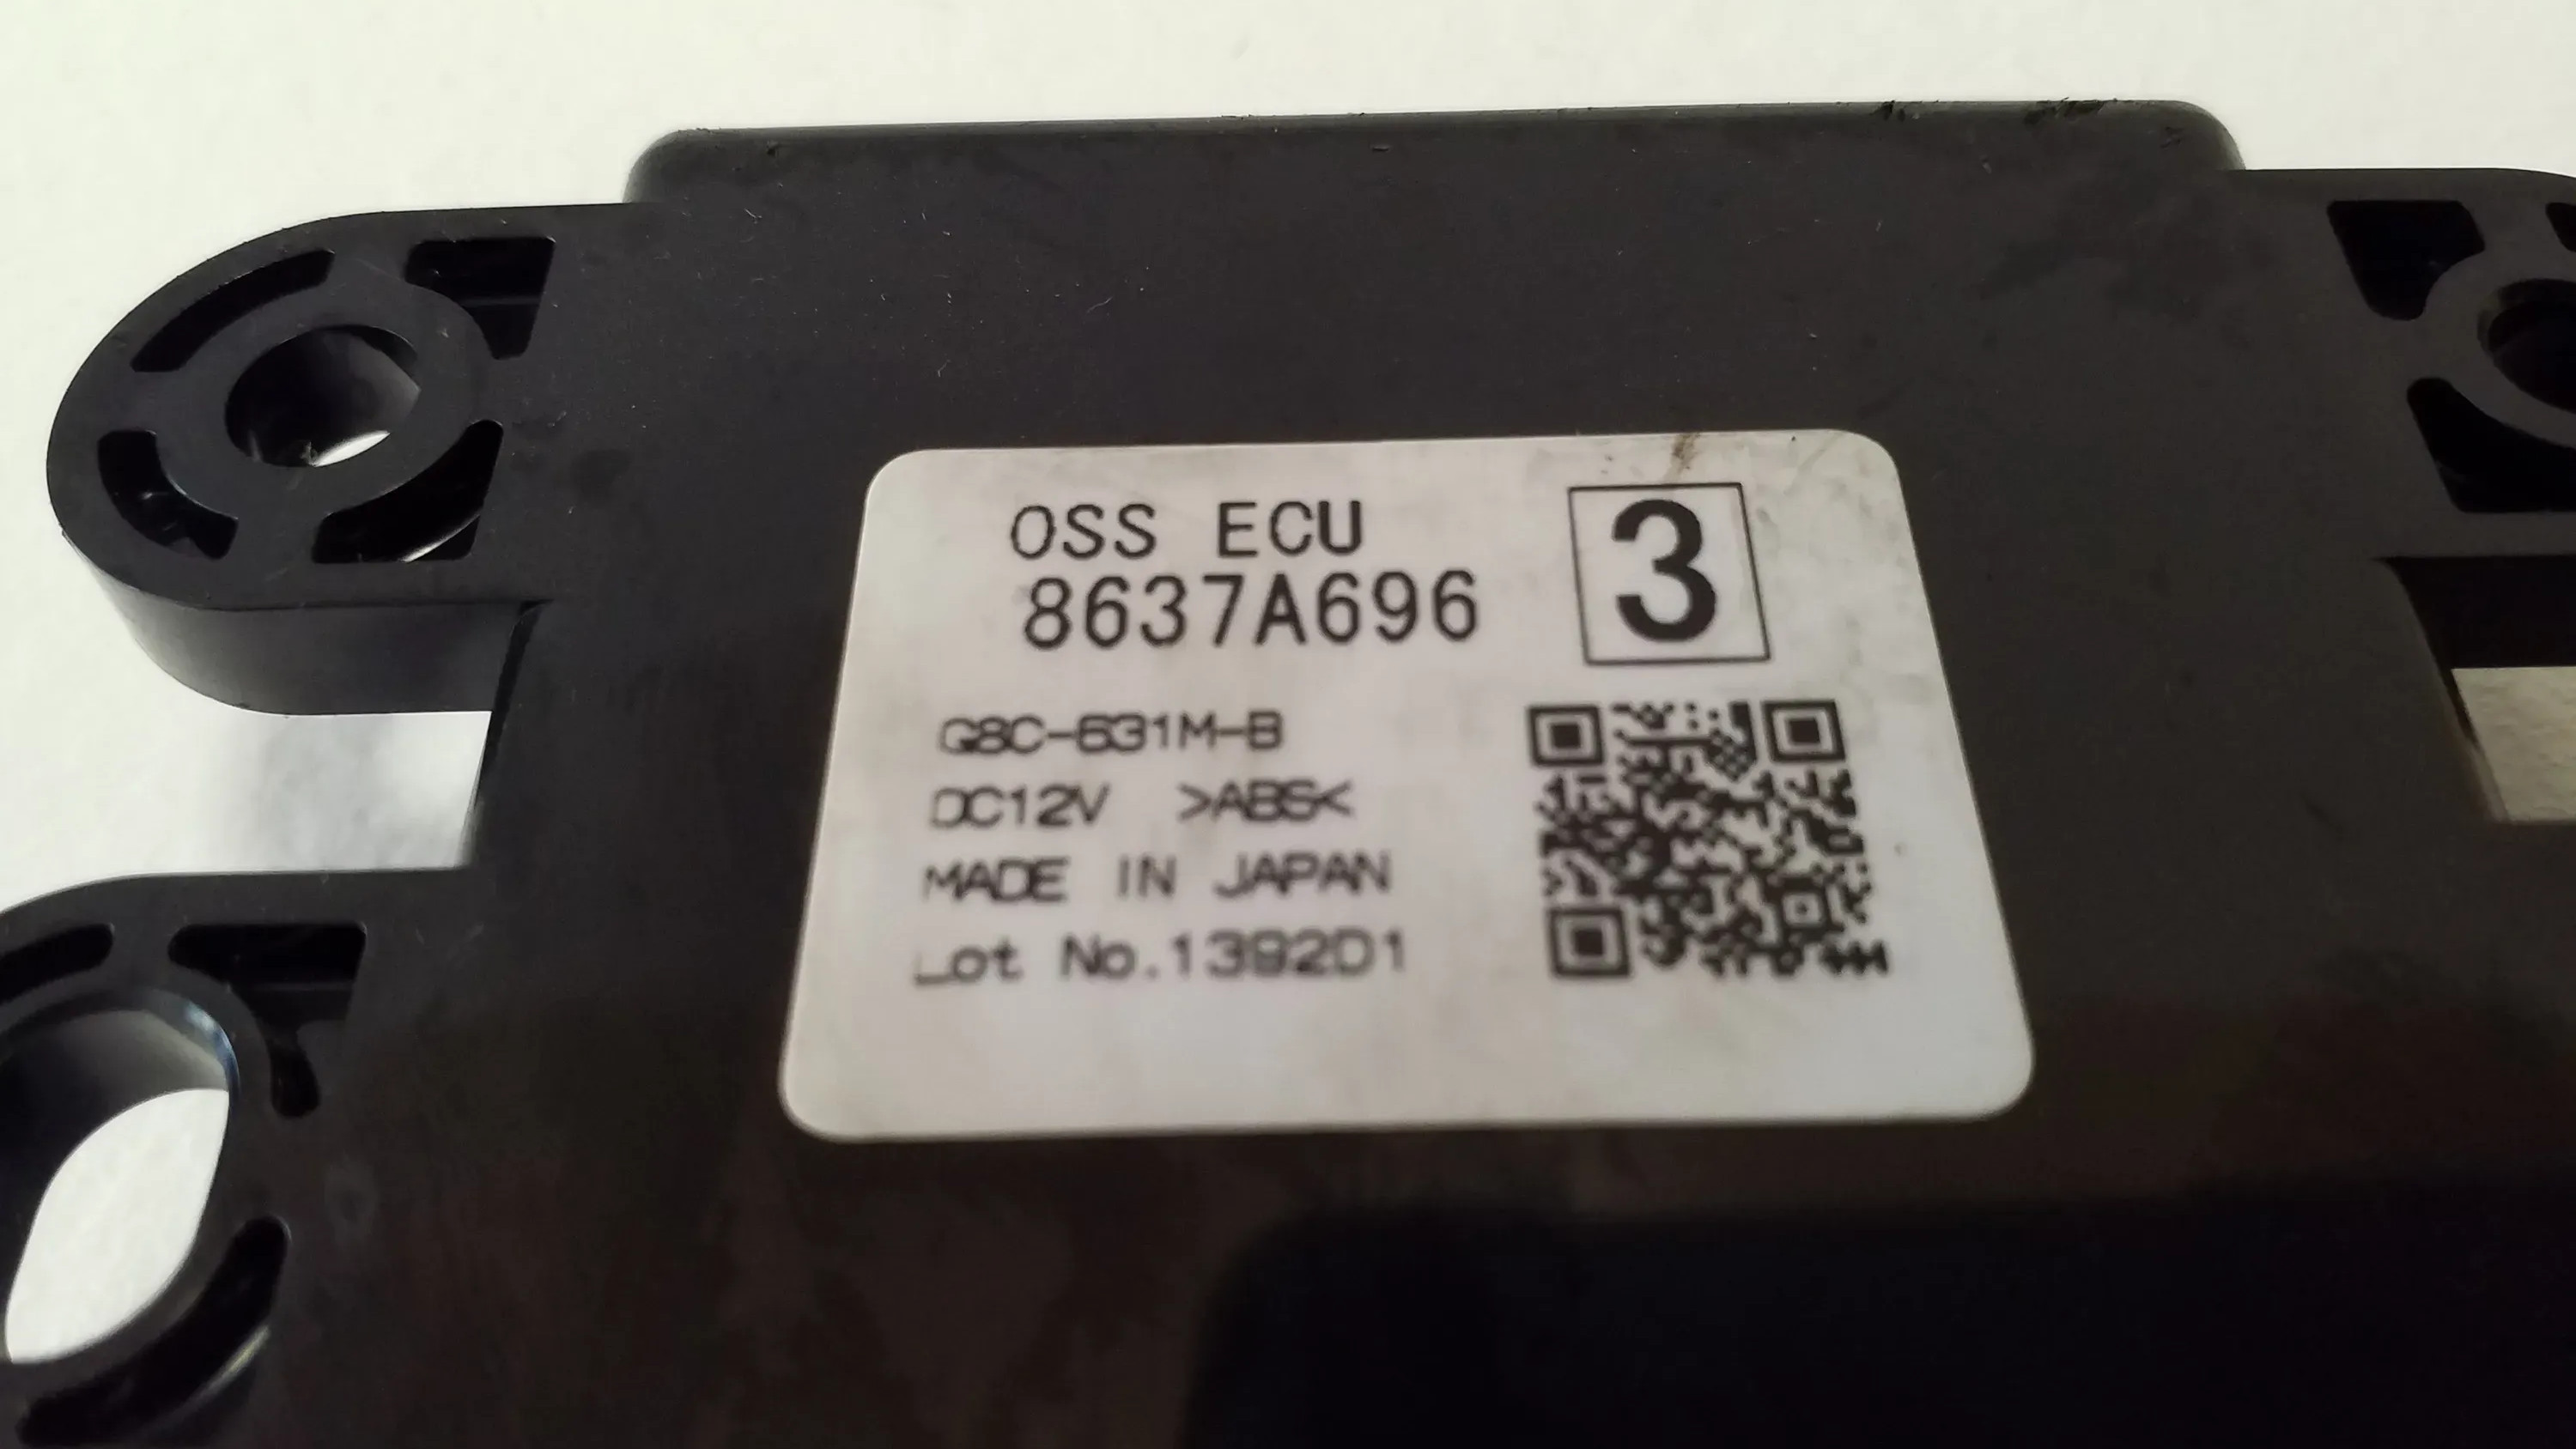 OSS ECU
8637A696
3
G8C-631M-B
DC12V >ABS<
MADE IN JAPAN
Lot No.1392D1